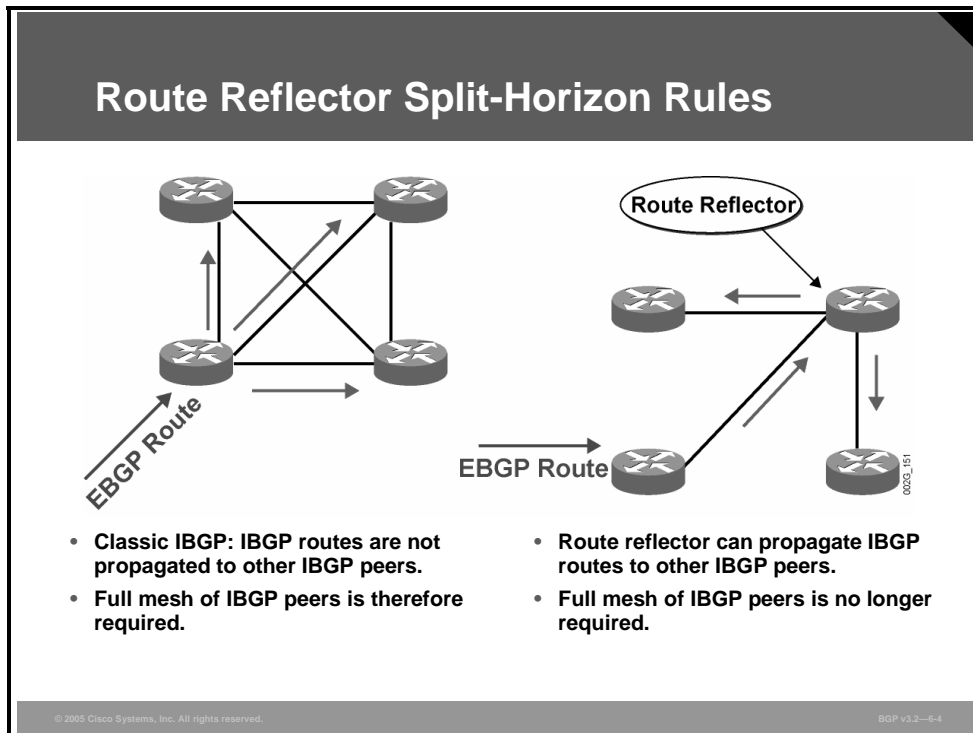 Route Reflector Split-Horizon Rules
EBGP Route
Route Reflector
EBGP Route
002G_151
• Classic IBGP: IBGP routes are not
propagated to other IBGP peers.
• Full mesh of IBGP peers is therefore
required.
• Route reflector can propagate IBGP
routes to other IBGP peers.
• Full mesh of IBGP peers is no longer
required.
© 2005 Cisco Systems, Inc. All rights reserved.
BGP v3.2—6-4